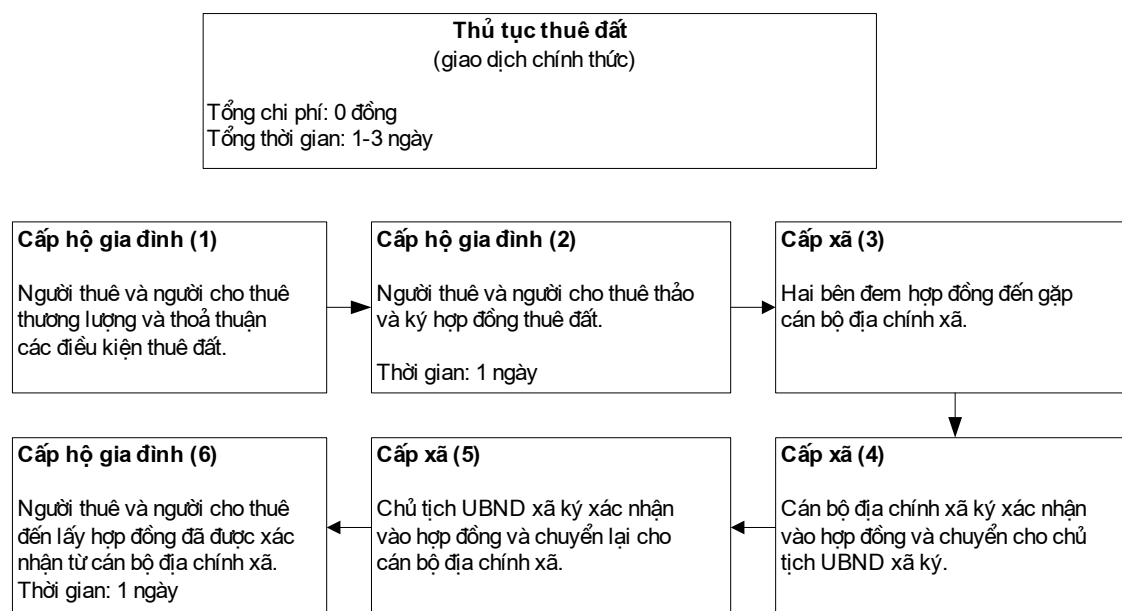 Thủ tục thuê đất
(giao dịch chính thức)
Tổng chi phí: 0 đồng
Tổng thời gian: 1-3 ngày
Cấp hộ gia đình (1)
Người thuê và người cho thuê
thương lượng và thoả thuận
các điều kiện thuê đất.
Cấp hộ gia đình (2)
Người thuê và người cho thuê thảo
và ký hợp đồng thuê đất.
Thời gian: 1 ngày
Cấp xã (3)
Hai bên đem hợp đồng đến gặp
cán bộ địa chính xã.
Cấp xã (4)
Cán bộ địa chính xã ký xác nhận
vào hợp đồng và chuyển cho chủ
tịch UBND xã ký.
Cấp xã (5)
Chủ tịch UBND xã ký xác nhận
vào hợp đồng và chuyển lại cho
cán bộ địa chính xã.
Cấp hộ gia đình (6)
Người thuê và người cho thuê
đến lấy hợp đồng đã được xác
nhận từ cán bộ địa chính xã.
Thời gian: 1 ngày